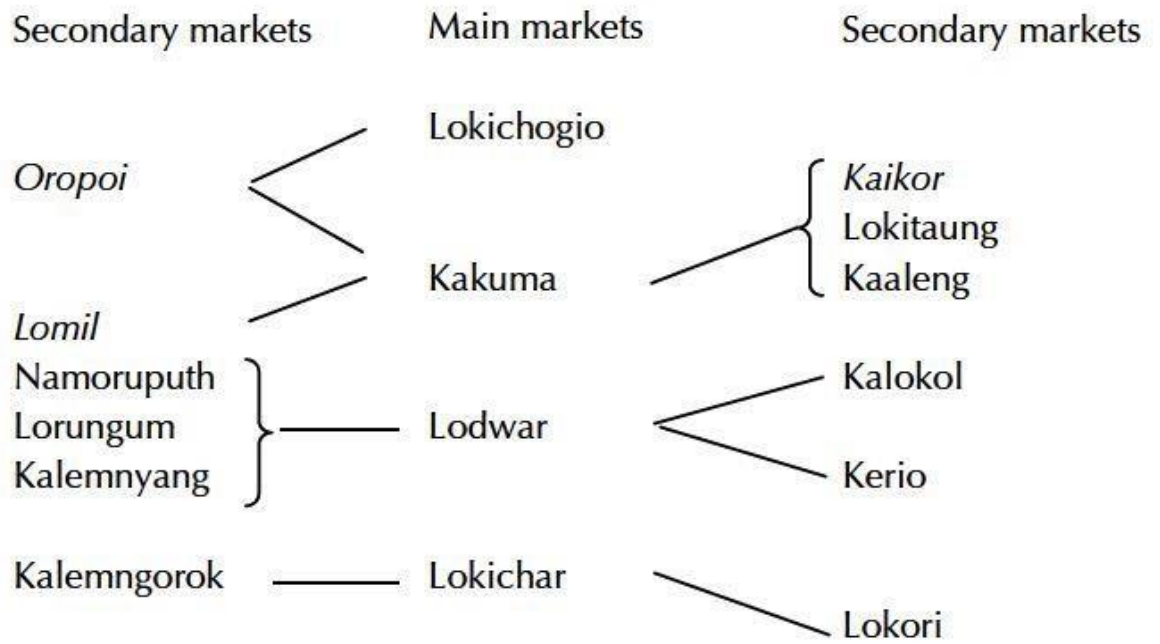 Secondary markets Main markets Secondary markets
Lokichogio
Oropoi Kaikor
Lokitaung
Kakuma Kaaleng
Lomil
Namoruputh Kalokol
Lorungum Lodwar
Kalemnyang Kerio
Kalemngorok Lokichar
Lokori